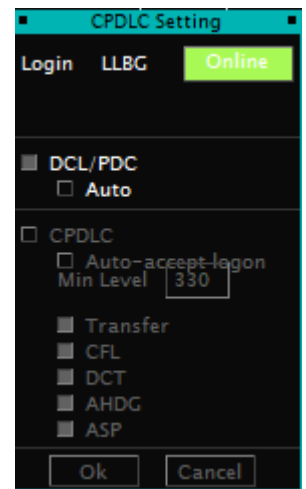 CPDLC Setting
Login LLBG Online
DCL/PDC
Auto
CPDLC
Auto-accept logon
Min Level 330
Transfer
CFL
DCT
AHDG
ASP
Ok Cancel